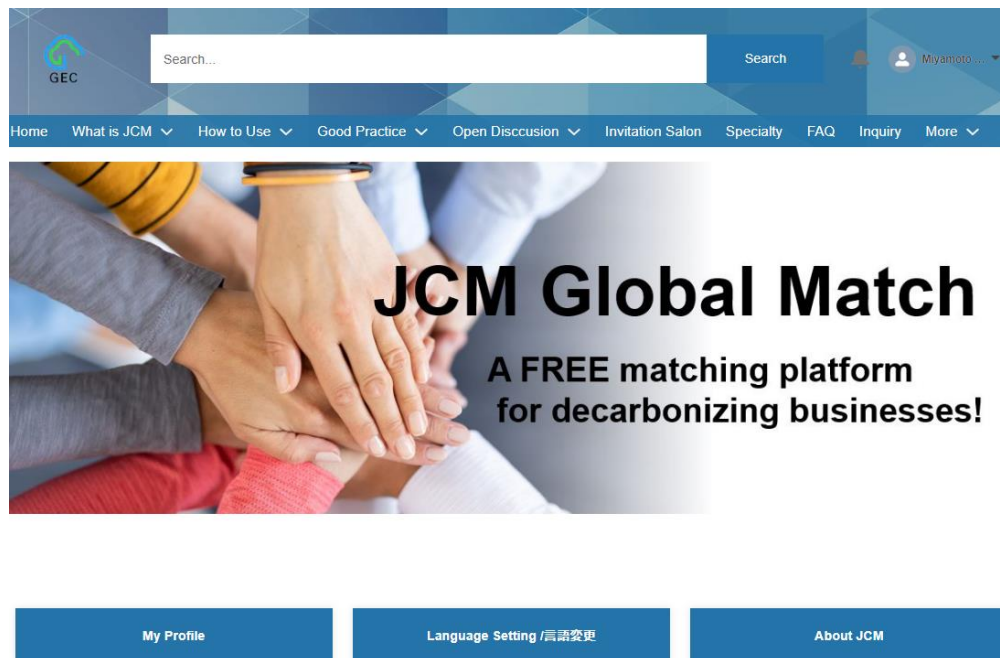 GEC
Search...
Search
Miyamoto ...
Home What is JCM How to Use Good Practice Open Disccusion Invitation Salon Specialty FAQ Inquiry More
JCM Global Match
A FREE matching platform
for decarbonizing businesses!
My Profile
Language Setting /言語変更
About JCM